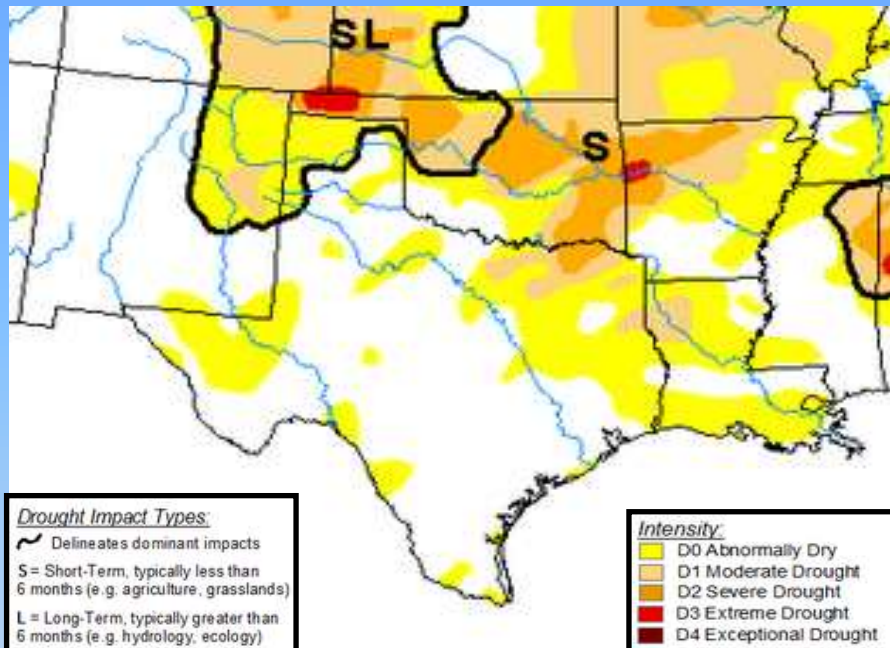 SL
S
Drought Impact Types:
Delineates dominant impacts
S = Short-Term, typically less than
6 months (e.g. agriculture, grasslands)
L = Long-Term, typically greater than
6 months (e.g. hydrology, ecology)
Intensity:
D0 Abnormally Dry
D1 Moderate Drought
D2 Severe Drought
D3 Extreme Drought
D4 Exceptional Drought